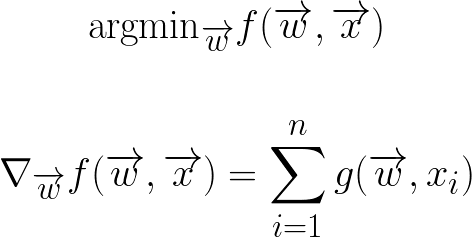 argmin_{\overrightarrow{w}} f(\overrightarrow{w}, \overrightarrow{x})
\nabla_{\overrightarrow{w}} f(\overrightarrow{w}, \overrightarrow{x}) = \sum_{i=1}^{n} g(\overrightarrow{w}, x_i)